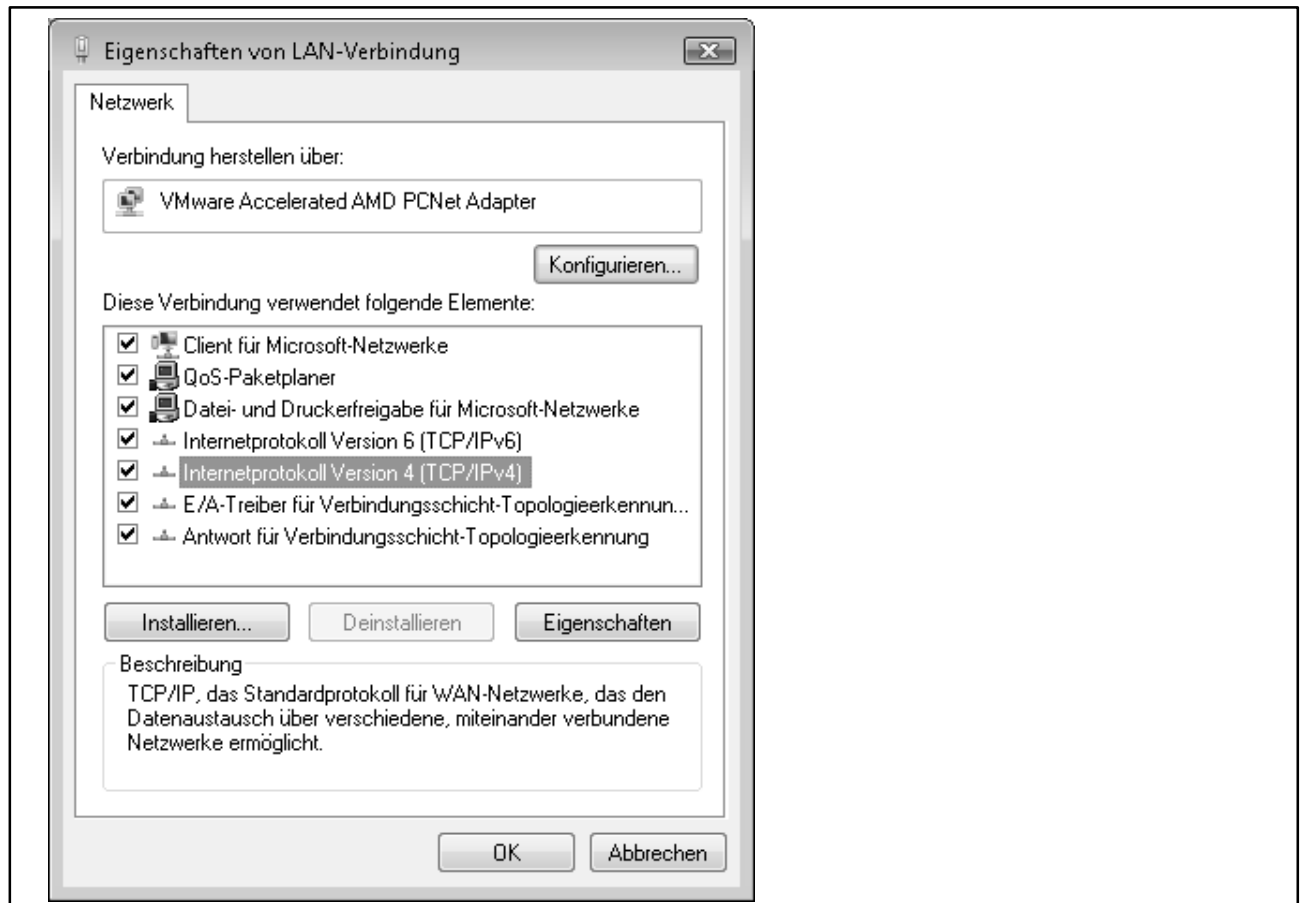 Eigenschaften von LAN-Verbindung
Netzwerk
Verbindung herstellen über:
VMware Accelerated AMD PCNet Adapter
Konfigurieren...
Diese Verbindung verwendet folgende Elemente:
Client für Microsoft-Netzwerke
QoS-Paketplaner
Datei- und Druckerfreigabe für Microsoft-Netzwerke
Internetprotokoll Version 6 (TCP/IPv6)
Internetprotokoll Version 4 (TCP/IPv4)
E/A-Treiber für Verbindungsschicht-Topologieerkennun...
Antwort für Verbindungsschicht-Topologieerkennung
Installieren... Deinstallieren Eigenschaften
Beschreibung
TCP/IP, das Standardprotokoll für WAN-Netzwerke, das den
Datenaustausch über verschiedene, miteinander verbundene
Netzwerke ermöglicht.
OK Abbrechen